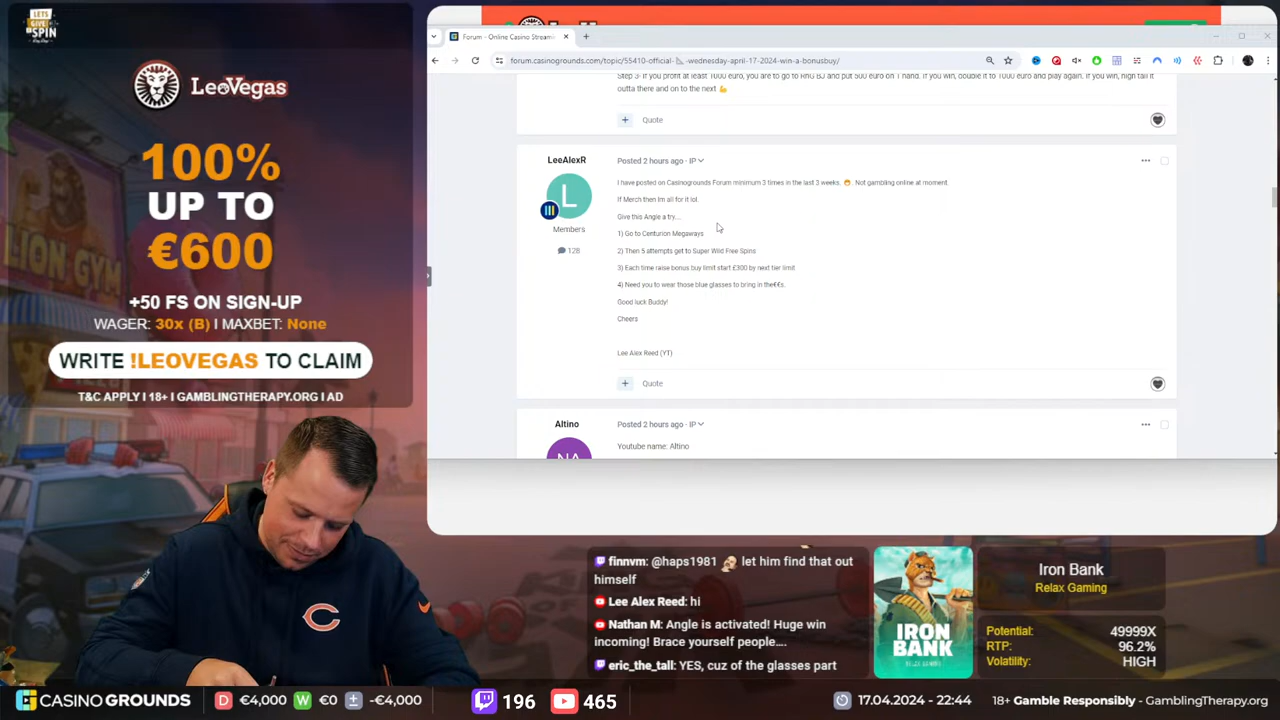 LETS
GIVE IT
A SPIN
LEOVEGAS
100%
UP TO
€600
+50 FS ON SIGN-UP
WAGER: 30x (B) I MAXBET: None
WRITE !LEOVEGAS TO CLAIM
T&C APPLY I 18+ I GAMBLINGTHERAPY.ORG I AD
Forum - Online Casino Streami
forum.casinogrounds.com/topic/55410-official- -wednesday-april-17-2024-win-a-bonusbuy/
Step 3- If you profit at least 1000 euro, you are to go to RNG BJ and put 500 euro on 1 hand. If you win, double it to 1000 euro and play again. If you win, high tail it
outta there and on to the next 💪
+ Quote
LeeAlexR
L
Members
128
Posted 2 hours ago · IP
I have posted on Casinogrounds Forum minimum 3 times in the last 3 weeks. 😁. Not gambling online at moment.
If Merch then Im all for it lol.
Give this Angle a try....
1) Go to Centurion Megaways
2) Then 5 attempts get to Super Wild Free Spins
3) Each time raise bonus buy limit start £300 by next tier limit
4) Need you to wear those blue glasses to bring in the€€s.
Good luck Buddy!
Cheers
Lee Alex Reed (YT)
+ Quote
Altino
Posted 2 hours ago · IP
Youtube name: Altino
finnvm: @haps1981 let him find that out
himself
Lee Alex Reed: hi
Nathan M: Angle is activated! Huge win
incoming! Brace yourself people….
eric_the_tall: YES, cuz of the glasses part
IRON
BANK
RELAX GAMING
Iron Bank
Relax Gaming
Potential: 49999X
RTP: 96.2%
Volatility: HIGH
CASINOGROUNDS
D €4,000 W €0 ± -€4,000
196
465
17.04.2024 - 22:44
18+ Gamble Responsibly - GamblingTherapy.org